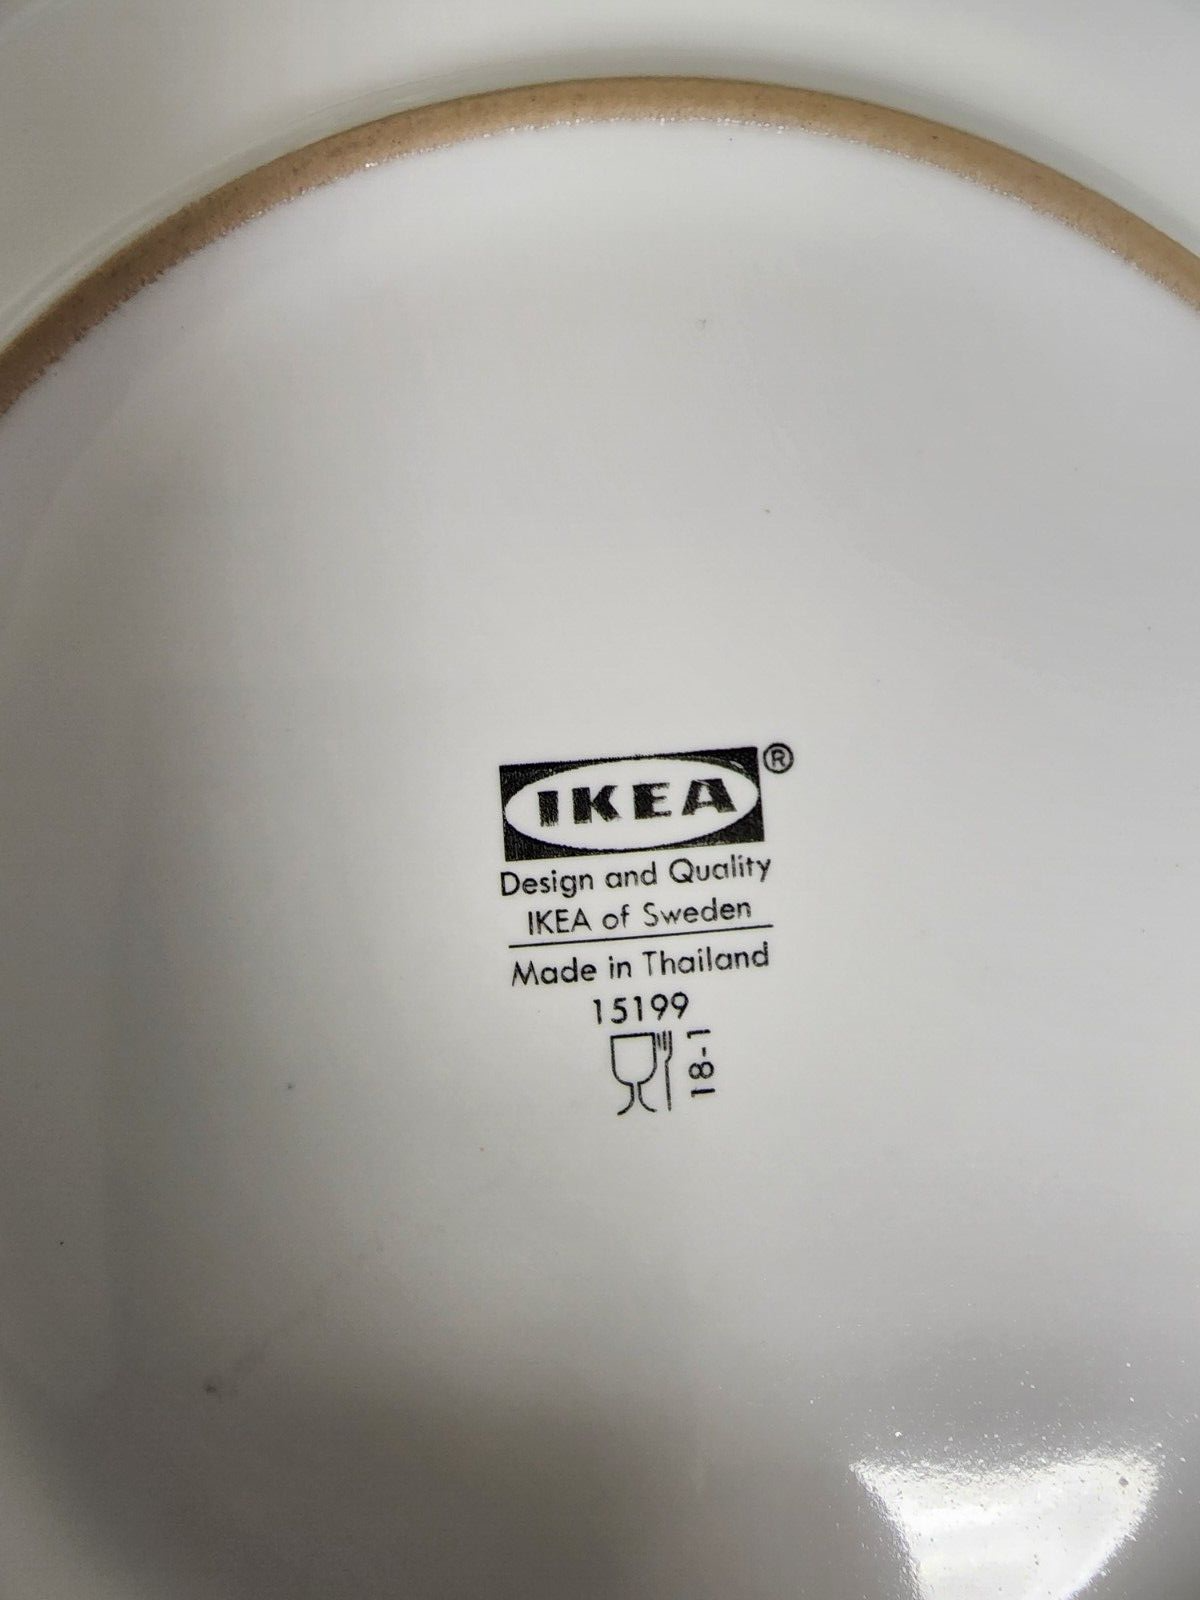 IKEA®
Design and Quality
IKEA of Sweden
Made in Thailand
15199
18-1